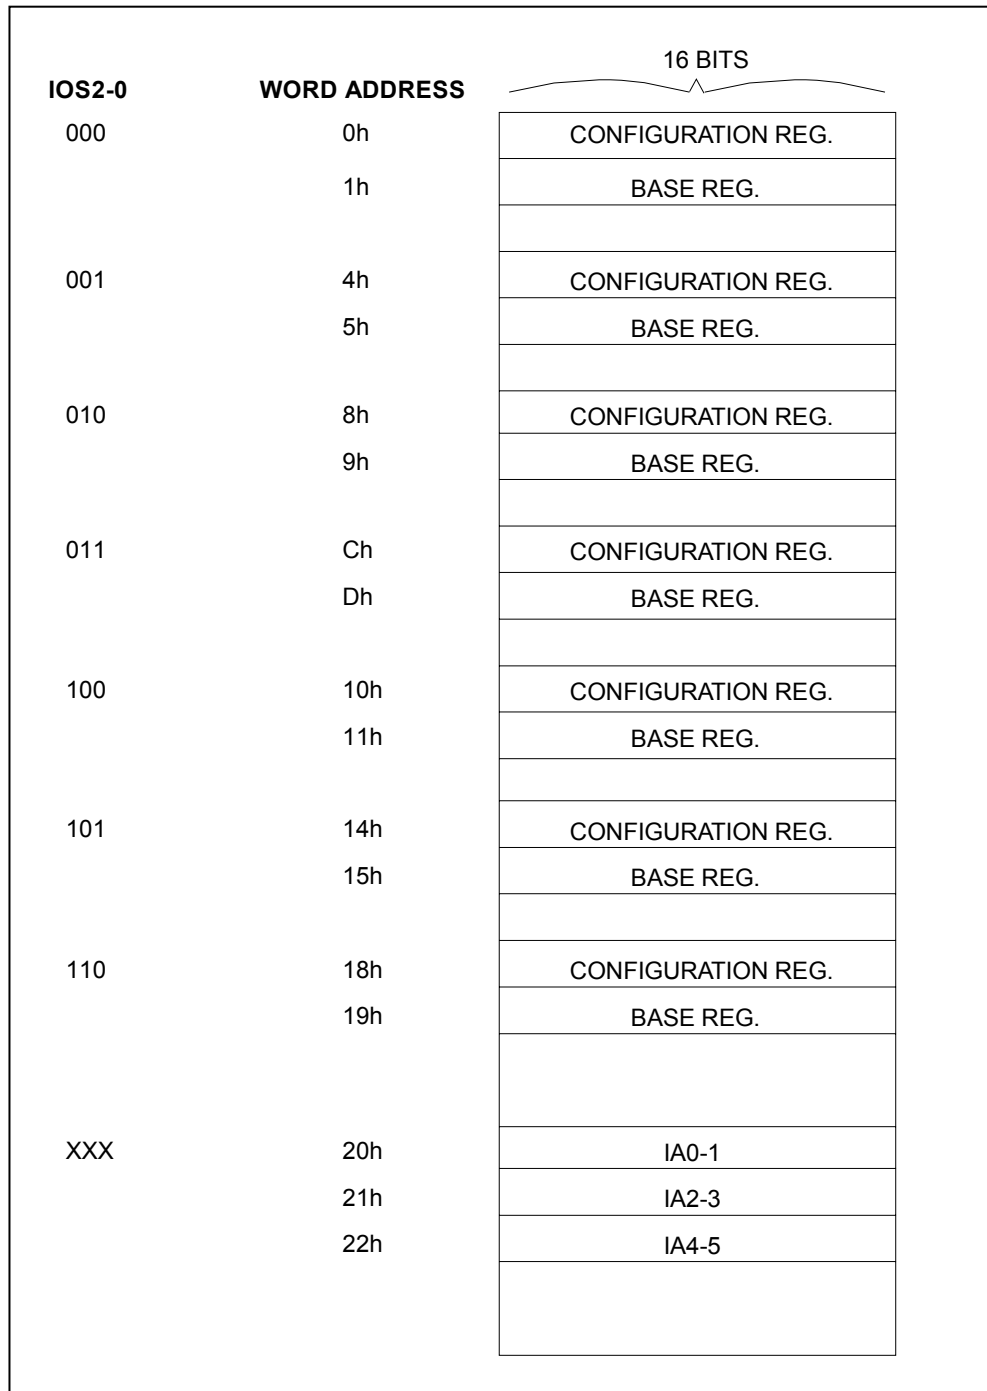 16 BITS
IOS2-0 WORD ADDRESS
000 0h CONFIGURATION REG.
1h BASE REG.
001 4h CONFIGURATION REG.
5h BASE REG.
010 8h CONFIGURATION REG.
9h BASE REG.
011 Ch CONFIGURATION REG.
Dh BASE REG.
100 10h CONFIGURATION REG.
11h BASE REG.
101 14h CONFIGURATION REG.
15h BASE REG.
110 18h CONFIGURATION REG.
19h BASE REG.
XXX 20h IA0-1
21h IA2-3
22h IA4-5